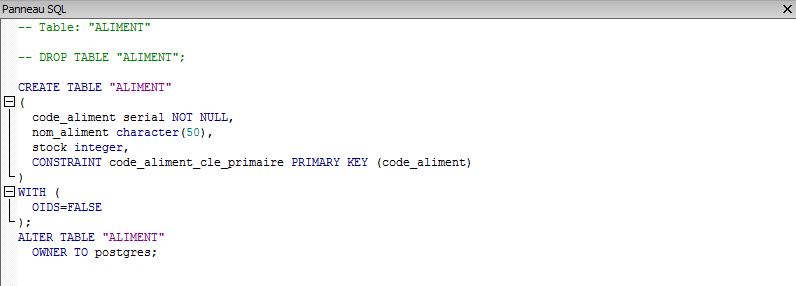 Panneau SQL
-- Table: "ALIMENT"
-- DROP TABLE "ALIMENT";
CREATE TABLE "ALIMENT"
(
code_aliment serial NOT NULL,
nom_aliment character(50),
stock integer,
CONSTRAINT code_aliment_cle_primaire PRIMARY KEY (code_aliment)
)
WITH (
OIDS=FALSE
);
ALTER TABLE "ALIMENT"
OWNER TO postgres;